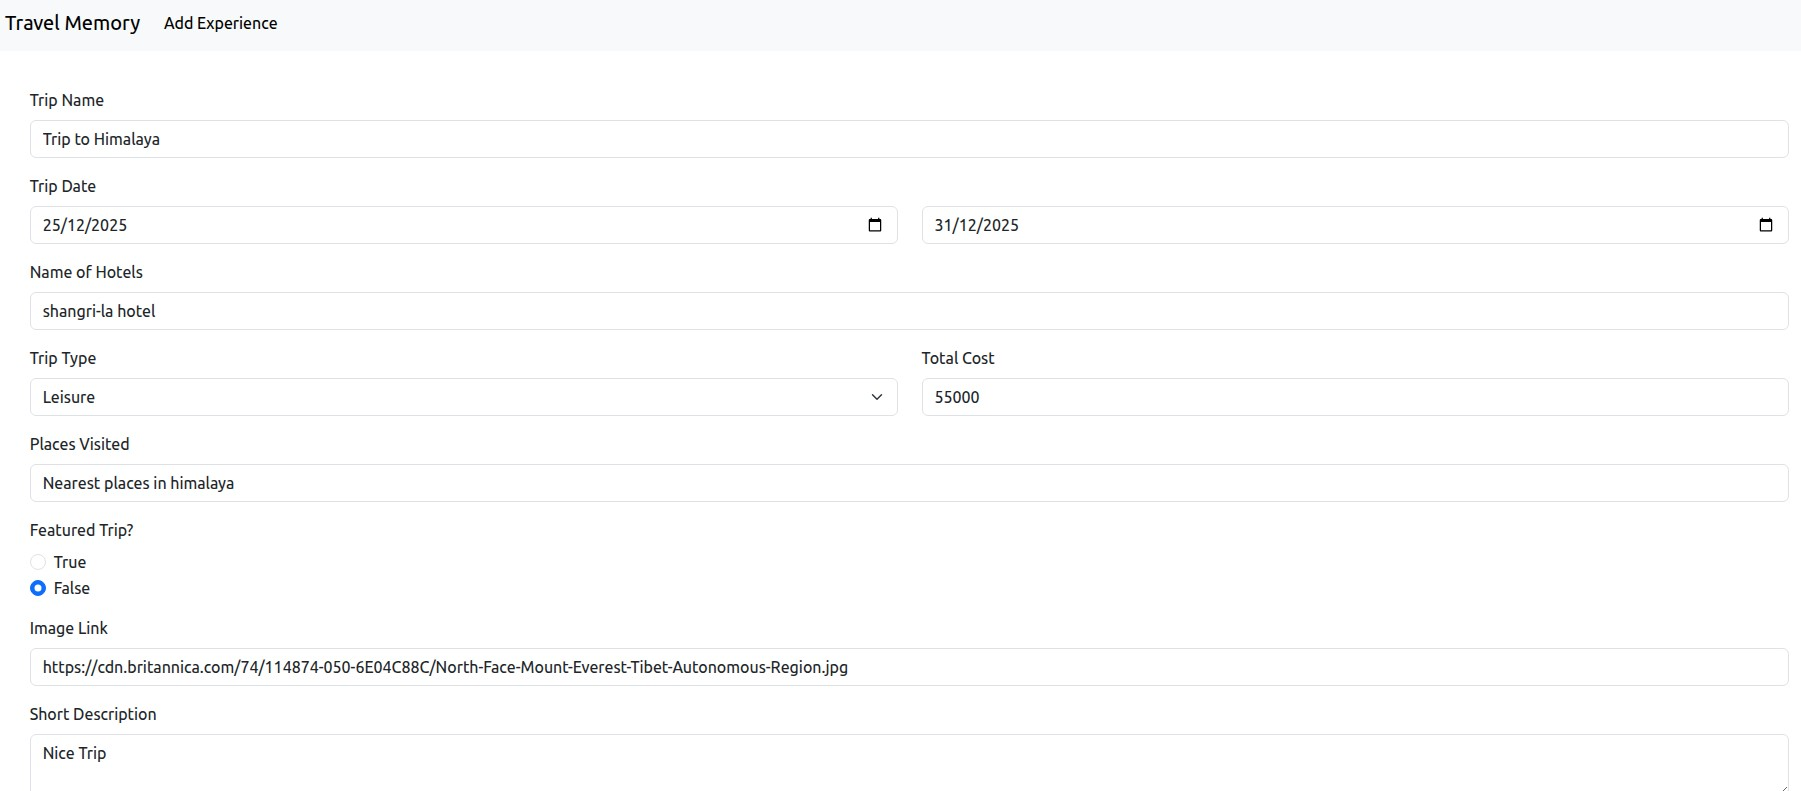 Travel Memory Add Experience
Trip Name
Trip to Himalaya
Trip Date
25/12/2025 31/12/2025
Name of Hotels
shangri-la hotel
Trip Type Total Cost
Leisure 55000
Places Visited
Nearest places in himalaya
Featured Trip?
True
False
Image Link
https://cdn.britannica.com/74/114874-050-6E04C88C/North-Face-Mount-Everest-Tibet-Autonomous-Region.jpg
Short Description
Nice Trip